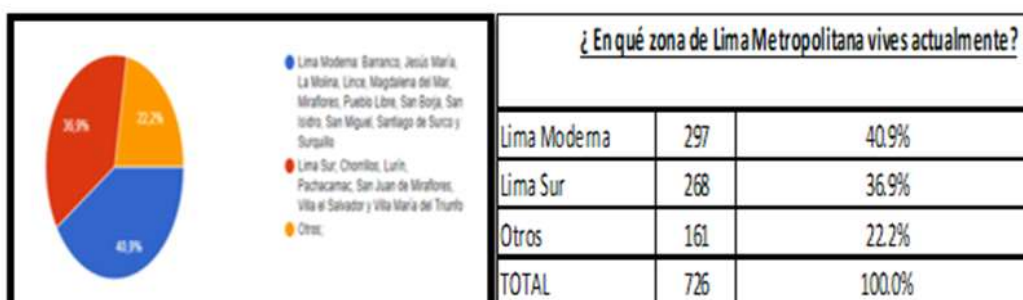 Lima Moderna: Barranco, Jesús María,
La Molina, Lince, Magdalena del Mar,
Miraflores, Pueblo Libre, San Borja, San
Isidro, San Miguel, Santiago de Surco y
Surquillo
Lima Sur; Chorrillos, Lurín,
Pachacamac, San Juan de Miraflores,
Villa el Salvador y Villa María del Triunfo
Otros;
36,9%
22,2%
40,9%
¿ En qué zona de Lima Metropolitana vives actualmente?
Lima Moderna 297 40.9%
Lima Sur 268 36.9%
Otros 161 22.2%
TOTAL 726 100.0%